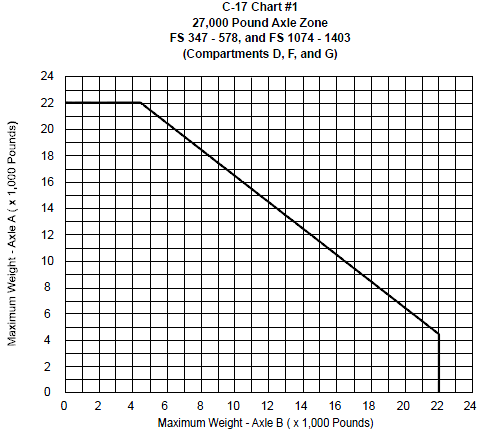 C-17 Chart #1
27,000 Pound Axle Zone
FS 347 - 578, and FS 1074 - 1403
(Compartments D, F, and G)
Maximum Weight - Axle A ( x 1,000 Pounds)
24
22
20
18
16
14
12
10
8
6
4
2
0
0 2 4 6 8 10 12 14 16 18 20 22 24
Maximum Weight - Axle B ( x 1,000 Pounds)